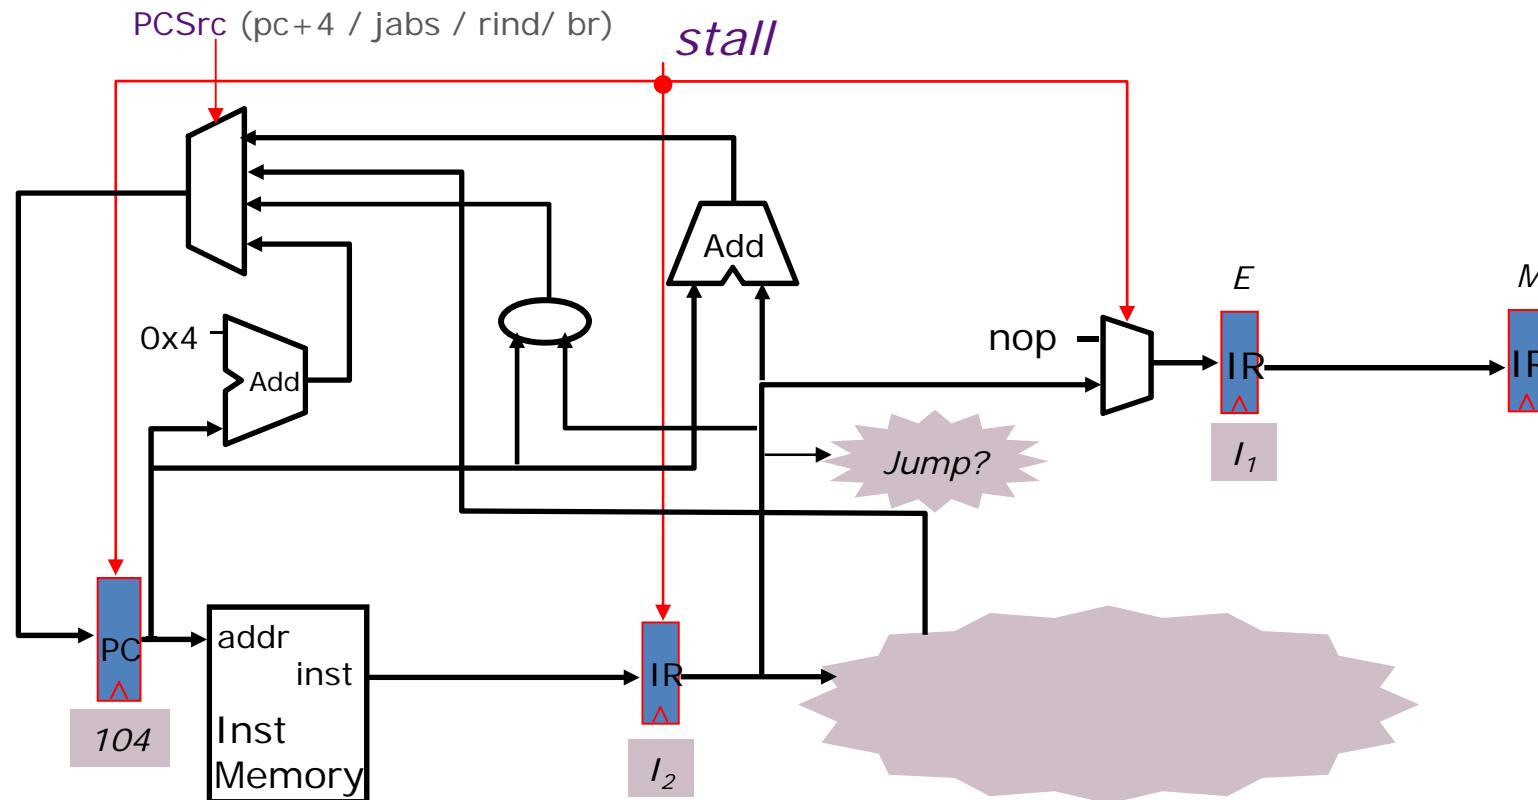 PCSrc (pc+4 / jabs / rind/ br)
stall
E
M
0x4
Add
Add
nop
IR
IR
Jump?
I₁
PC
addr
inst
Inst
Memory
IR
104
I₂